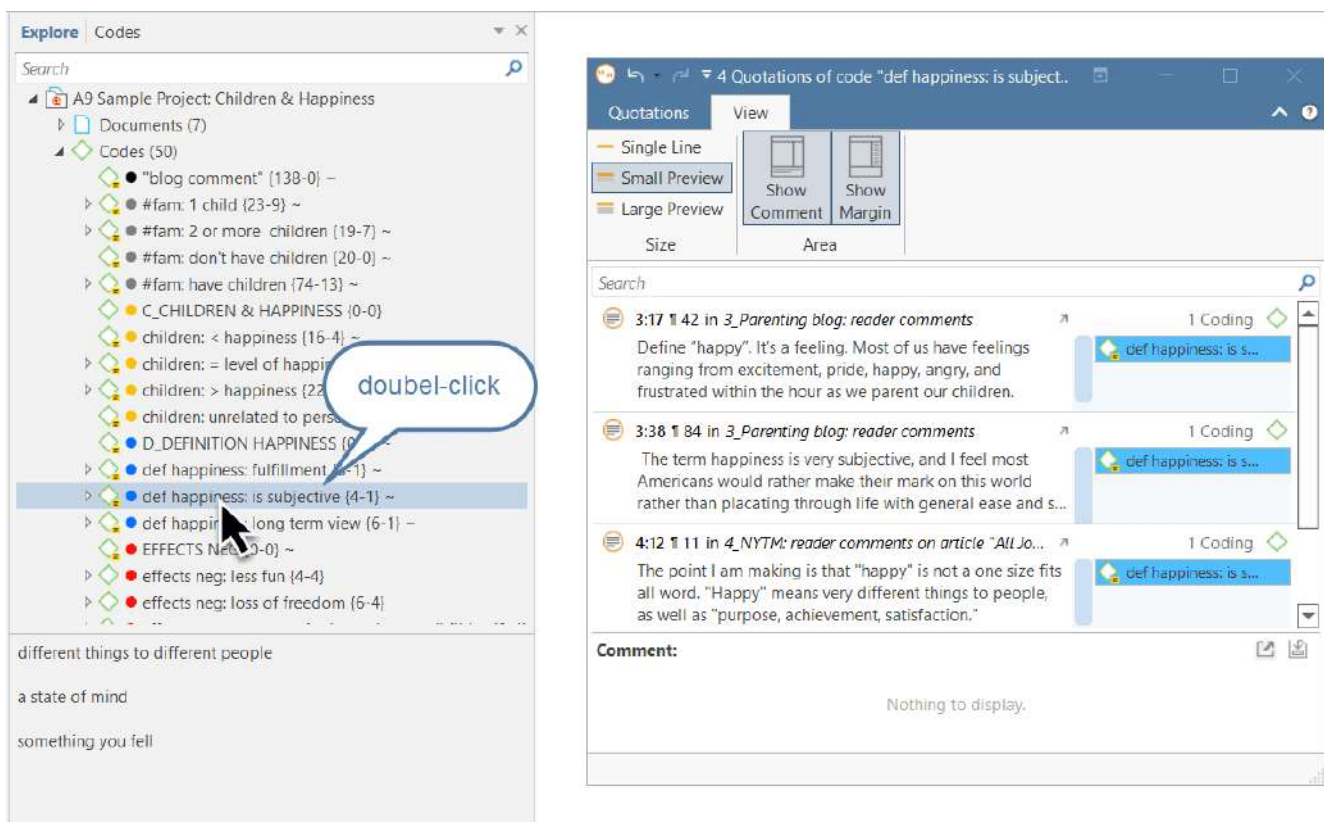 Explore Codes
Search
A9 Sample Project: Children & Happiness
Documents (7)
Codes (50)
"blog comment" {138-0} ~
#fam: 1 child {23-9} ~
#fam: 2 or more children {19-7} ~
#fam: don't have children {20-0} ~
#fam: have children {74-13} ~
C_CHILDREN & HAPPINESS {0-0}
children: < happiness {16-4} ~
children: = level of happi
children: > happiness {22
children: unrelated to perso
D_DEFINITION HAPPINESS {0
def happiness: fulfillment -1} ~
def happiness: is subjective {4-1} ~
def happin long term view {6-1} ~
EFFECTS NEG 0-0} ~
effects neg: less fun {4-4}
effects neg: loss of freedom {6-4}
doubel-click
different things to different people
a state of mind
something you fell
4 Quotations of code "def happiness: is subject..
Quotations View
Single Line
Small Preview
Large Preview
Size
Show Comment
Show Margin
Area
Search
3:17 ¶ 42 in 3_Parenting blog: reader comments 1 Coding
Define "happy". It's a feeling. Most of us have feelings
ranging from excitement, pride, happy, angry, and
frustrated within the hour as we parent our children.
def happiness: is s...
3:38 ¶ 84 in 3_Parenting blog: reader comments 1 Coding
The term happiness is very subjective, and I feel most
Americans would rather make their mark on this world
rather than placating through life with general ease and s...
def happiness: is s...
4:12 ¶ 11 in 4_NYTM: reader comments on article "All Jo... 1 Coding
The point I am making is that "happy" is not a one size fits
all word. "Happy" means very different things to people,
as well as "purpose, achievement, satisfaction."
def happiness: is s...
Comment:
Nothing to display.